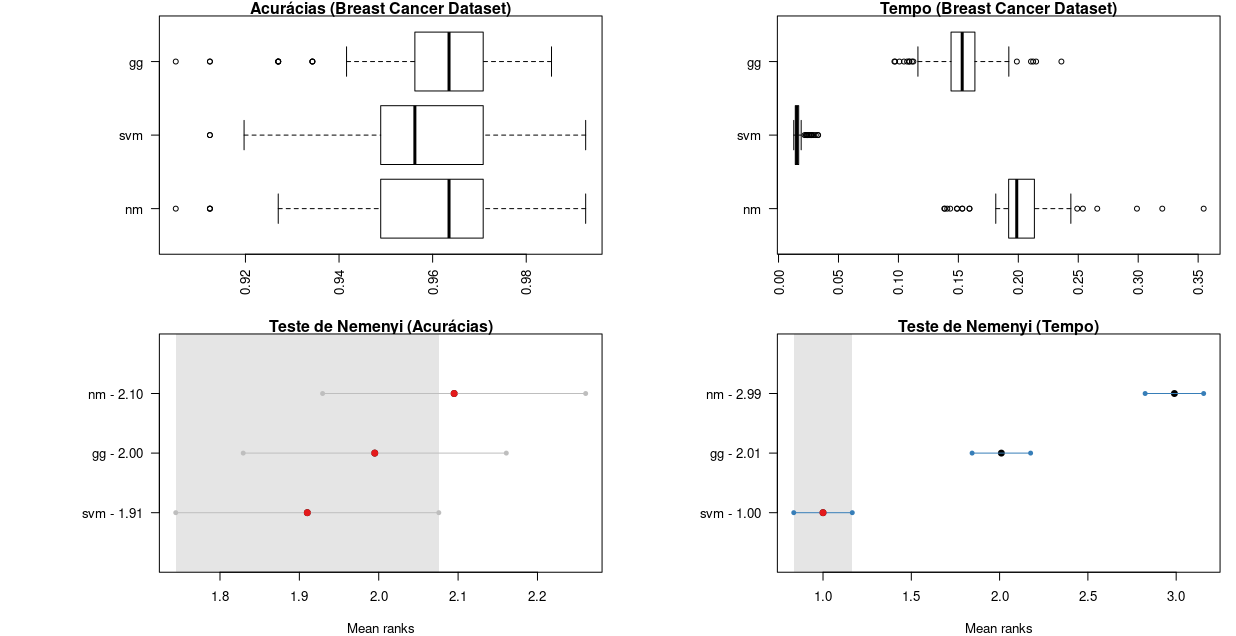 Acurácias (Breast Cancer Dataset)
gg
svm
nm
0.92
0.94
0.96
0.98
Tempo (Breast Cancer Dataset)
gg
svm
nm
0.00
0.05
0.10
0.15
0.20
0.25
0.30
0.35
Teste de Nemenyi (Acurácias)
nm - 2.10
gg - 2.00
svm - 1.91
1.8
1.9
2.0
2.1
2.2
Mean ranks
Teste de Nemenyi (Tempo)
nm - 2.99
gg - 2.01
svm - 1.00
1.0
1.5
2.0
2.5
3.0
Mean ranks